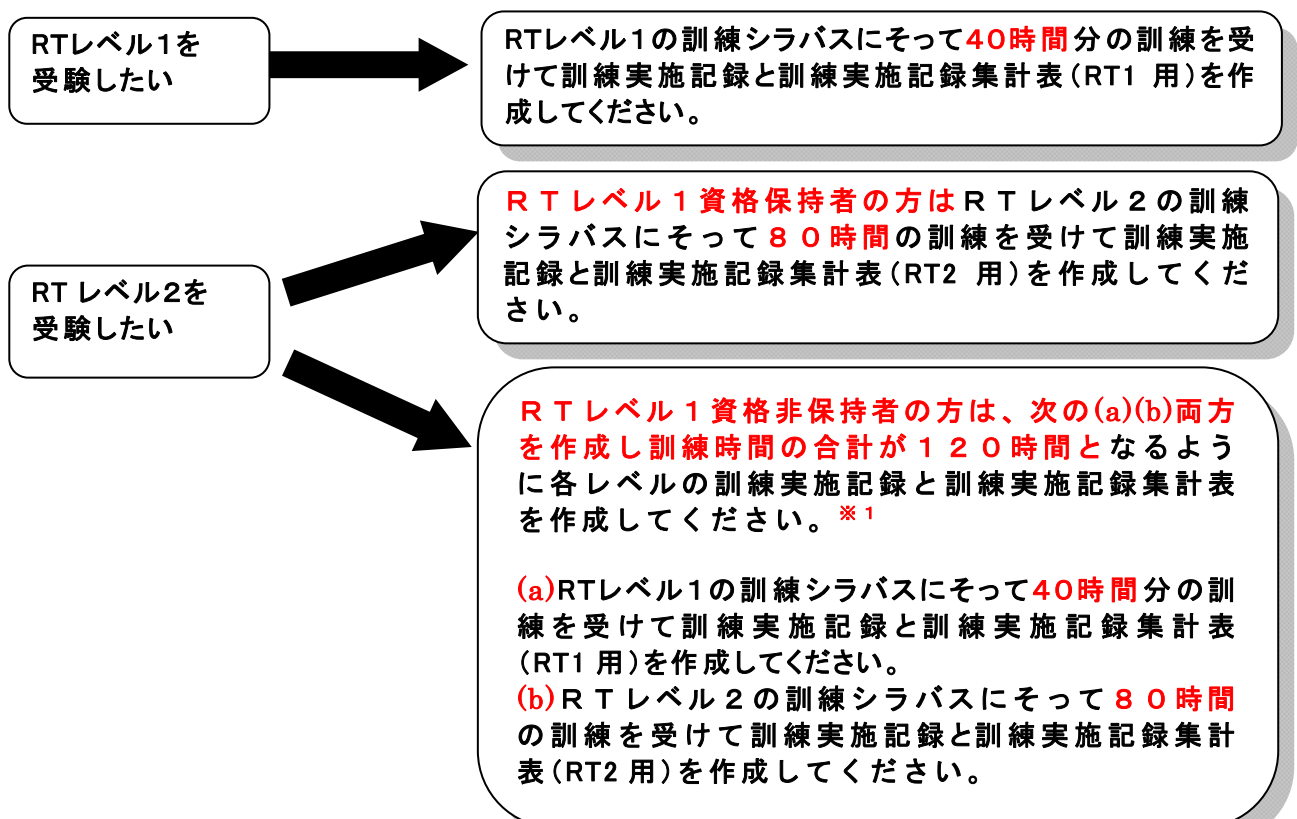 RTレベル1を
受験したい
RTレベル1の訓練シラバスにそって40時間分の訓練を受
けて訓練実施記録と訓練実施記録集計表(RT1 用)を作
成してください。
RTレベル2を
受験したい
RTレベル1資格保持者の方はRTレベル2の訓練
シラバスにそって80時間の訓練を受けて訓練実施
記録と訓練実施記録集計表(RT2 用)を作成してくだ
さい。
RTレベル1資格非保持者の方は、次の(a)(b)両方
を作成し訓練時間の合計が120時間となるよう
に各レベルの訓練実施記録と訓練実施記録集計表
を作成してください。※1
(a)RTレベル1の訓練シラバスにそって40時間分の訓
練を受けて訓練実施記録と訓練実施記録集計表
(RT1 用)を作成してください。
(b)RTレベル2の訓練シラバスにそって80時間
の訓練を受けて訓練実施記録と訓練実施記録集計
表(RT2 用)を作成してください。